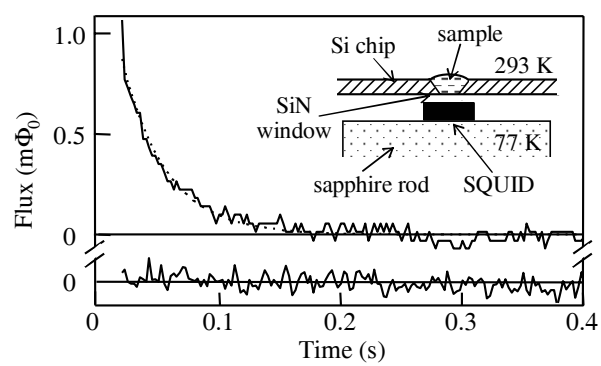 1.0
0.5
0
0
Flux (mΦ₀)
0
0.1
0.2
0.3
0.4
Time (s)
Si chip
sample
293 K
SiN
window
77 K
sapphire rod
SQUID